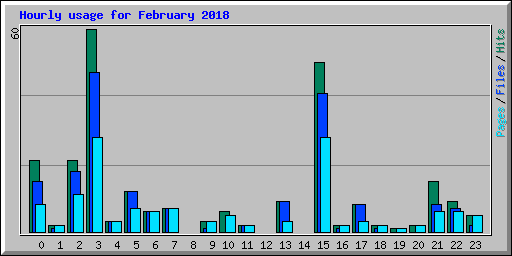 Hourly usage for February 2018
60
Pages/Files/Hits
0 1 2 3 4 5 6 7 8 9 10 11 12 13 14 15 16 17 18 19 20 21 22 23